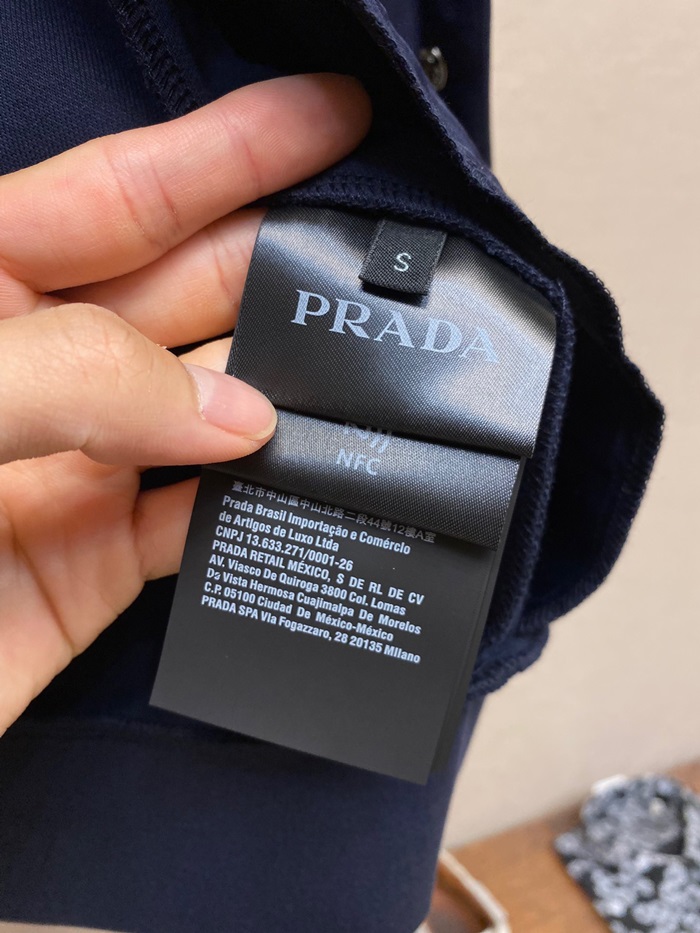 S
PRADA
NFC
臺北市中山區中山北路二段44號12樓A室
Prada Brasil Importação e Comércio
de Artigos de Luxo Ltda
CNPJ 13.633.271/0001-26
PRADA RETAIL MÉXICO, S DE RL DE CV
AV. Viasco De Quiroga 3800 Col. Lomas
De Vista Hermosa Cuajimalpa De Morelos
C.P. 05100 Ciudad De México-México
PRADA SPA Via Fogazzaro, 28 20135 Milano